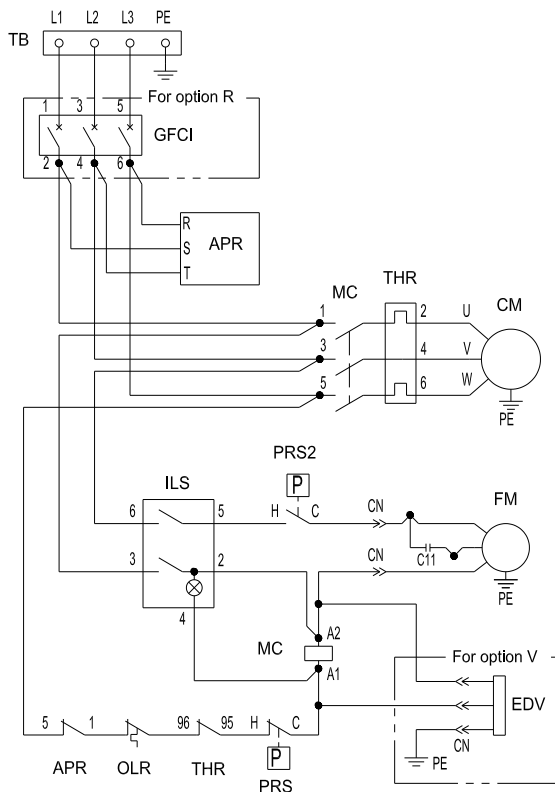 L1 L2 L3 PE
TB
For option R
1 3 5
GFCI
2 4 6
R
S APR
T
MC THR
1 2 U CM
3 4 V
5 6 W
PE
PRS2
P
ILS
CN FM
6 5 H C
C11
CN
3 2
PE
4
A2
MC
A1
For option V
EDV
5 1 96 95 H C
CN
PE
P
APR OLR THR
PRS